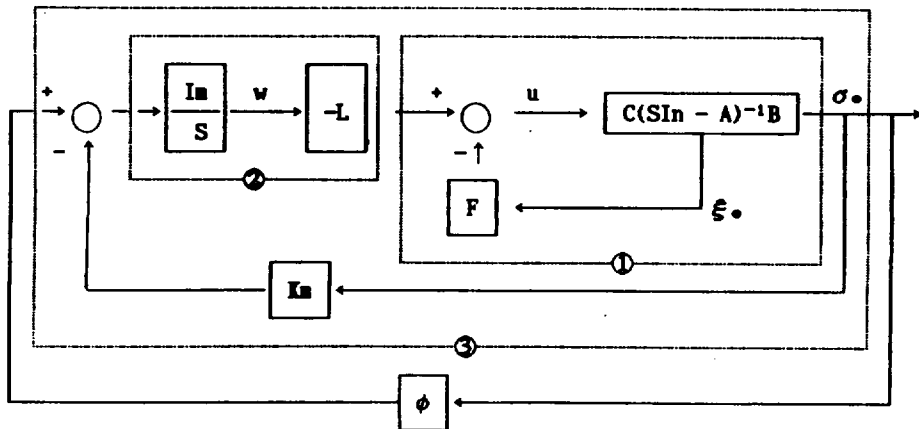 +
Im
S
w
-L
+
u
C(SIn - A)⁻¹B
σ•
-
-
②
F
ξ•
①
Km
③
ϕ